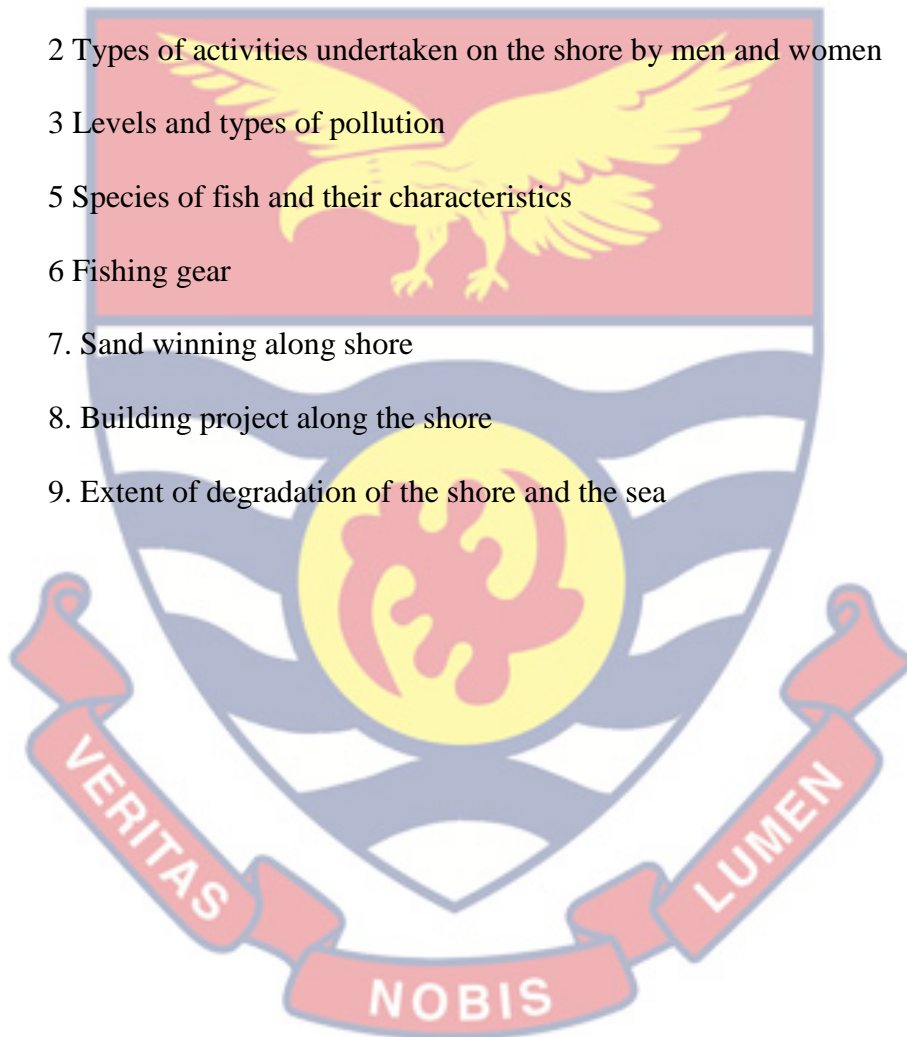 2 Types of activities undertaken on the shore by men and women
3 Levels and types of pollution
5 Species of fish and their characteristics
6 Fishing gear
7. Sand winning along shore
8. Building project along the shore
9. Extent of degradation of the shore and the sea
VERITAS
NOBIS
LUMEN